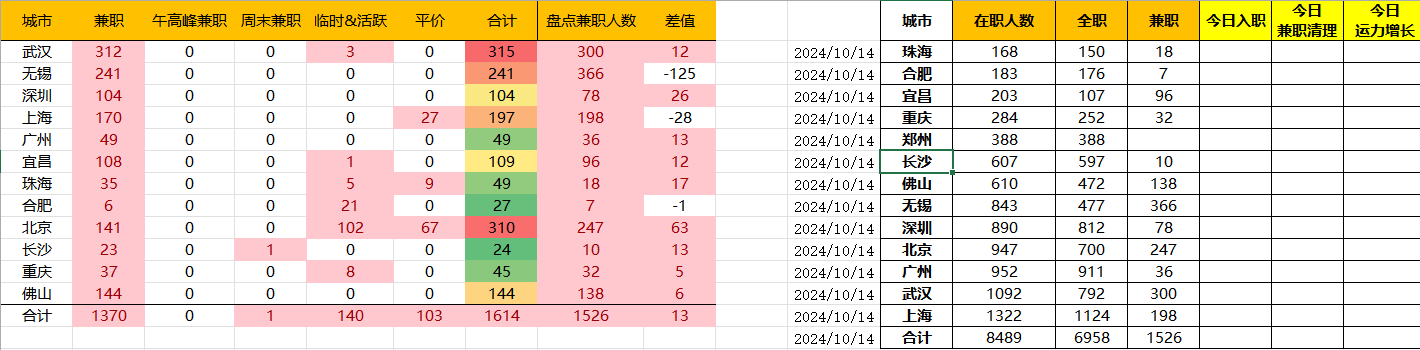 城市 兼职 午高峰兼职 周末兼职 临时&活跃 平价 合计 盘点兼职人数 差值
武汉 312 0 0 3 0 315 300 12
无锡 241 0 0 0 0 241 366 -125
深圳 104 0 0 0 0 104 78 26
上海 170 0 0 0 27 197 198 -28
广州 49 0 0 0 0 49 36 13
宜昌 108 0 0 1 0 109 96 12
珠海 35 0 0 5 9 49 18 17
合肥 6 0 0 21 0 27 7 -1
北京 141 0 0 102 67 310 247 63
长沙 23 0 1 0 0 24 10 13
重庆 37 0 0 8 0 45 32 5
佛山 144 0 0 0 0 144 138 6
合计 1370 0 1 140 103 1614 1526 13
城市 在职人数 全职 兼职 今日入职 今日 今日
兼职清理 运力增长
2024/10/14 珠海 168 150 18
2024/10/14 合肥 183 176 7
2024/10/14 宜昌 203 107 96
2024/10/14 重庆 284 252 32
2024/10/14 郑州 388 388
2024/10/14 长沙 607 597 10
2024/10/14 佛山 610 472 138
2024/10/14 无锡 843 477 366
2024/10/14 深圳 890 812 78
2024/10/14 北京 947 700 247
2024/10/14 广州 952 911 36
2024/10/14 武汉 1092 792 300
2024/10/14 上海 1322 1124 198
2024/10/14 合计 8489 6958 1526